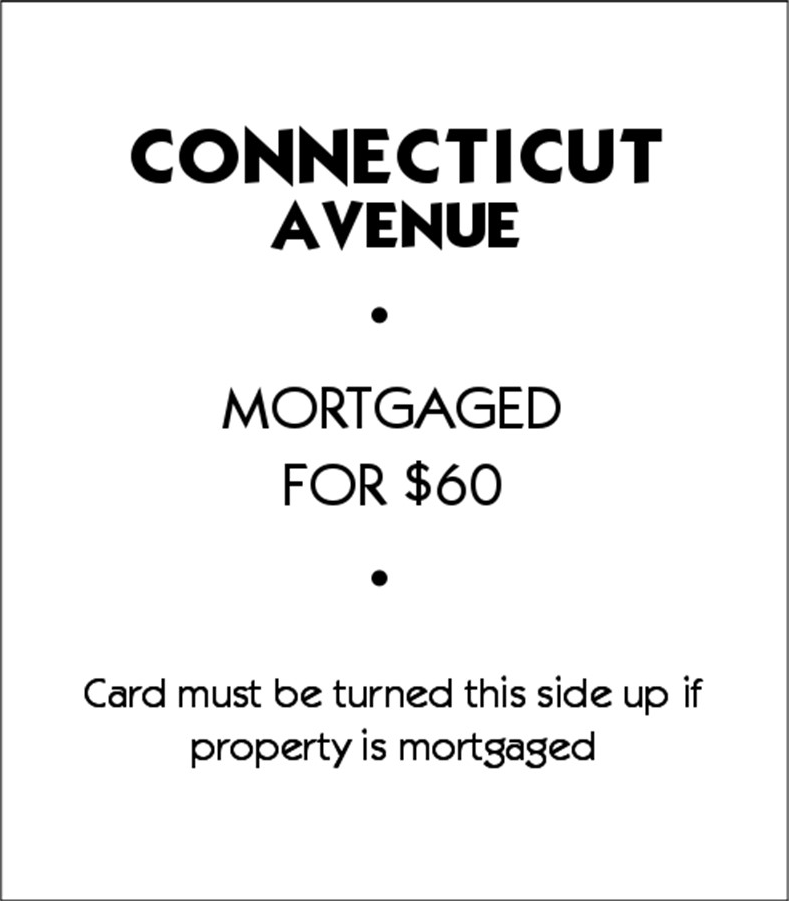 CONNECTICUT
AVENUE
•
MORTGAGED
FOR $60
•
Card must be turned this side up if
property is mortgaged